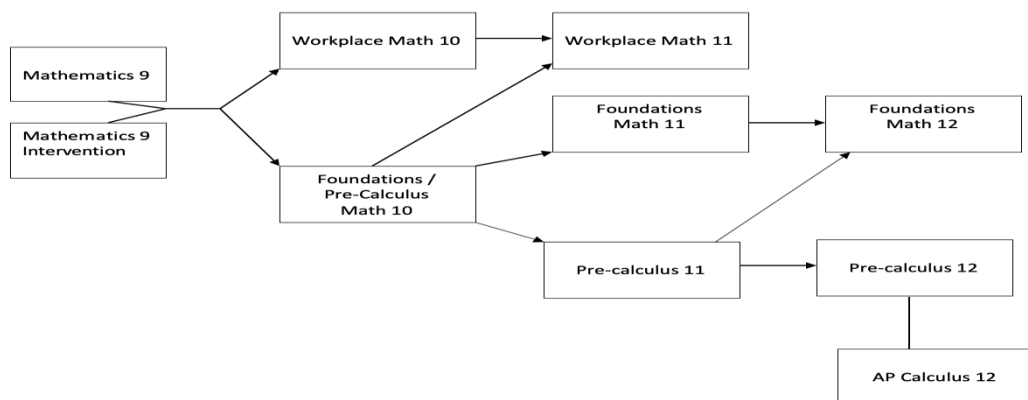 Mathematics 9
Mathematics 9
Intervention
Workplace Math 10
Workplace Math 11
Foundations /
Pre-Calculus
Math 10
Foundations
Math 11
Foundations
Math 12
Pre-calculus 11
Pre-calculus 12
AP Calculus 12